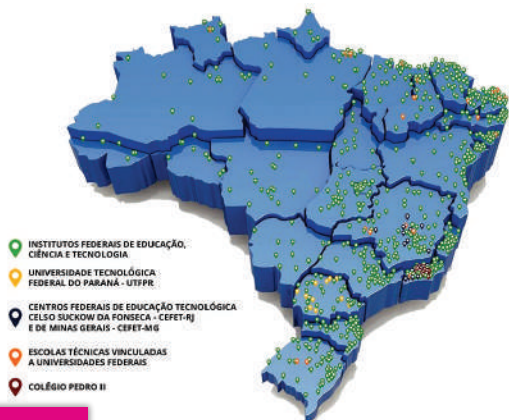 INSTITUTOS FEDERAIS DE EDUCAÇÃO,
CIÊNCIA E TECNOLOGIA
UNIVERSIDADE TECNOLÓGICA
FEDERAL DO PARANÁ - UTFPR
CENTROS FEDERAIS DE EDUCAÇÃO TECNOLÓGICA
CELSO SUCKOW DA FONSECA - CEFET-RJ
E DE MINAS GERAIS - CEFET-MG
ESCOLAS TÉCNICAS VINCULADAS
A UNIVERSIDADES FEDERAIS
COLÉGIO PEDRO II